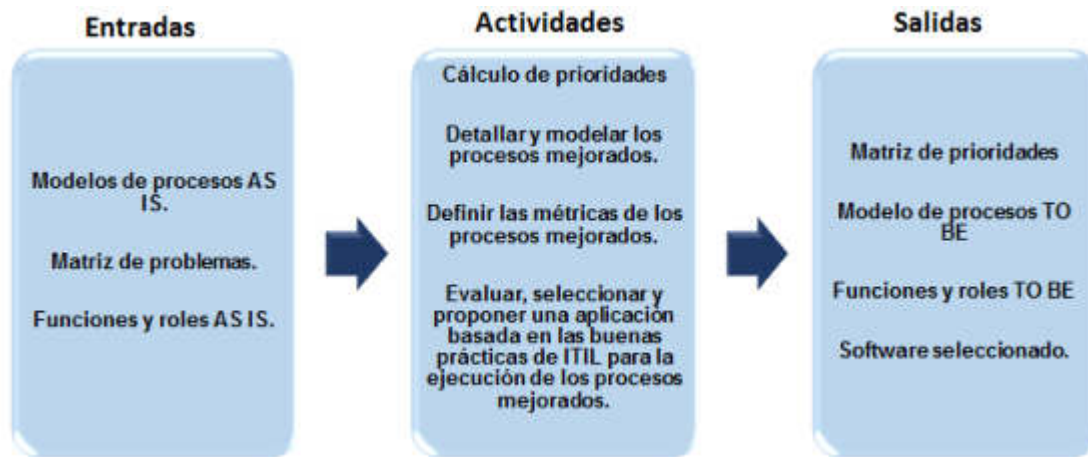 Entradas
Modelos de procesos AS
IS.
Matriz de problemas.
Funciones y roles AS IS.
Actividades
Cálculo de prioridades
Detallar y modelar los
procesos mejorados.
Definir las métricas de los
procesos mejorados.
Evaluar, seleccionar y
proponer una aplicación
basada en las buenas
prácticas de ITIL para la
ejecución de los procesos
mejorados.
Salidas
Matriz de prioridades
Modelo de procesos TO
BE
Funciones y roles TO BE
Software seleccionado.